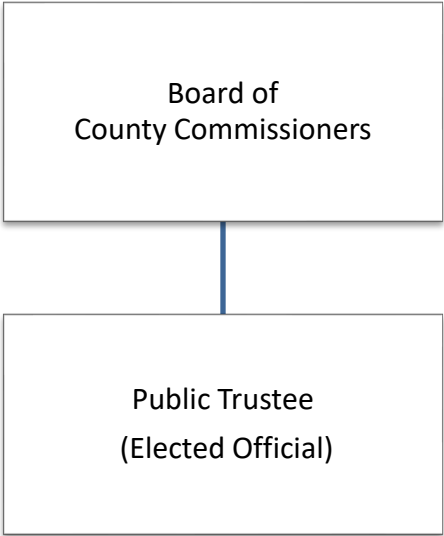 Board of
County Commissioners
Public Trustee
(Elected Official)